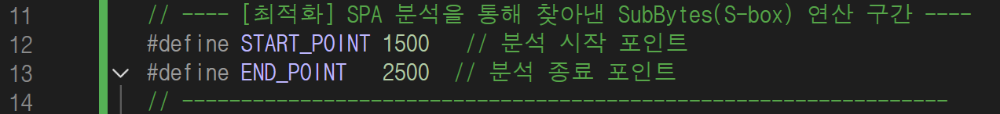 11 // ---- [최적화] SPA 분석을 통해 찾아낸 SubBytes(S-box) 연산 구간 ----
12 #define START_POINT 1500 // 분석 시작 포인트
13 #define END_POINT 2500 // 분석 종료 포인트
14 // -----------------------------------------------------------------